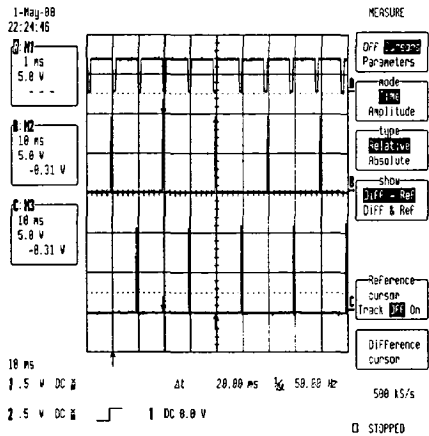 1-May-08
22:24:46
A: M1
1 ms
5.0 V
- - -
B: M2
10 ms
5.0 V
-0.31 V
C: M3
10 ms
5.0 V
-0.31 V
10 ms
1 .5 V DC
2 .5 V DC
1 DC 0.0 V
Δt 20.00 ms 1/Δt 50.00 Hz
MEASURE
Off Cursors
Parameters
mode
Time
Amplitude
type
Relative
Absolute
show
Diff - Ref
Diff & Ref
Reference
cursor
Track Off On
Difference
cursor
500 kS/s
STOPPED
A
B
C